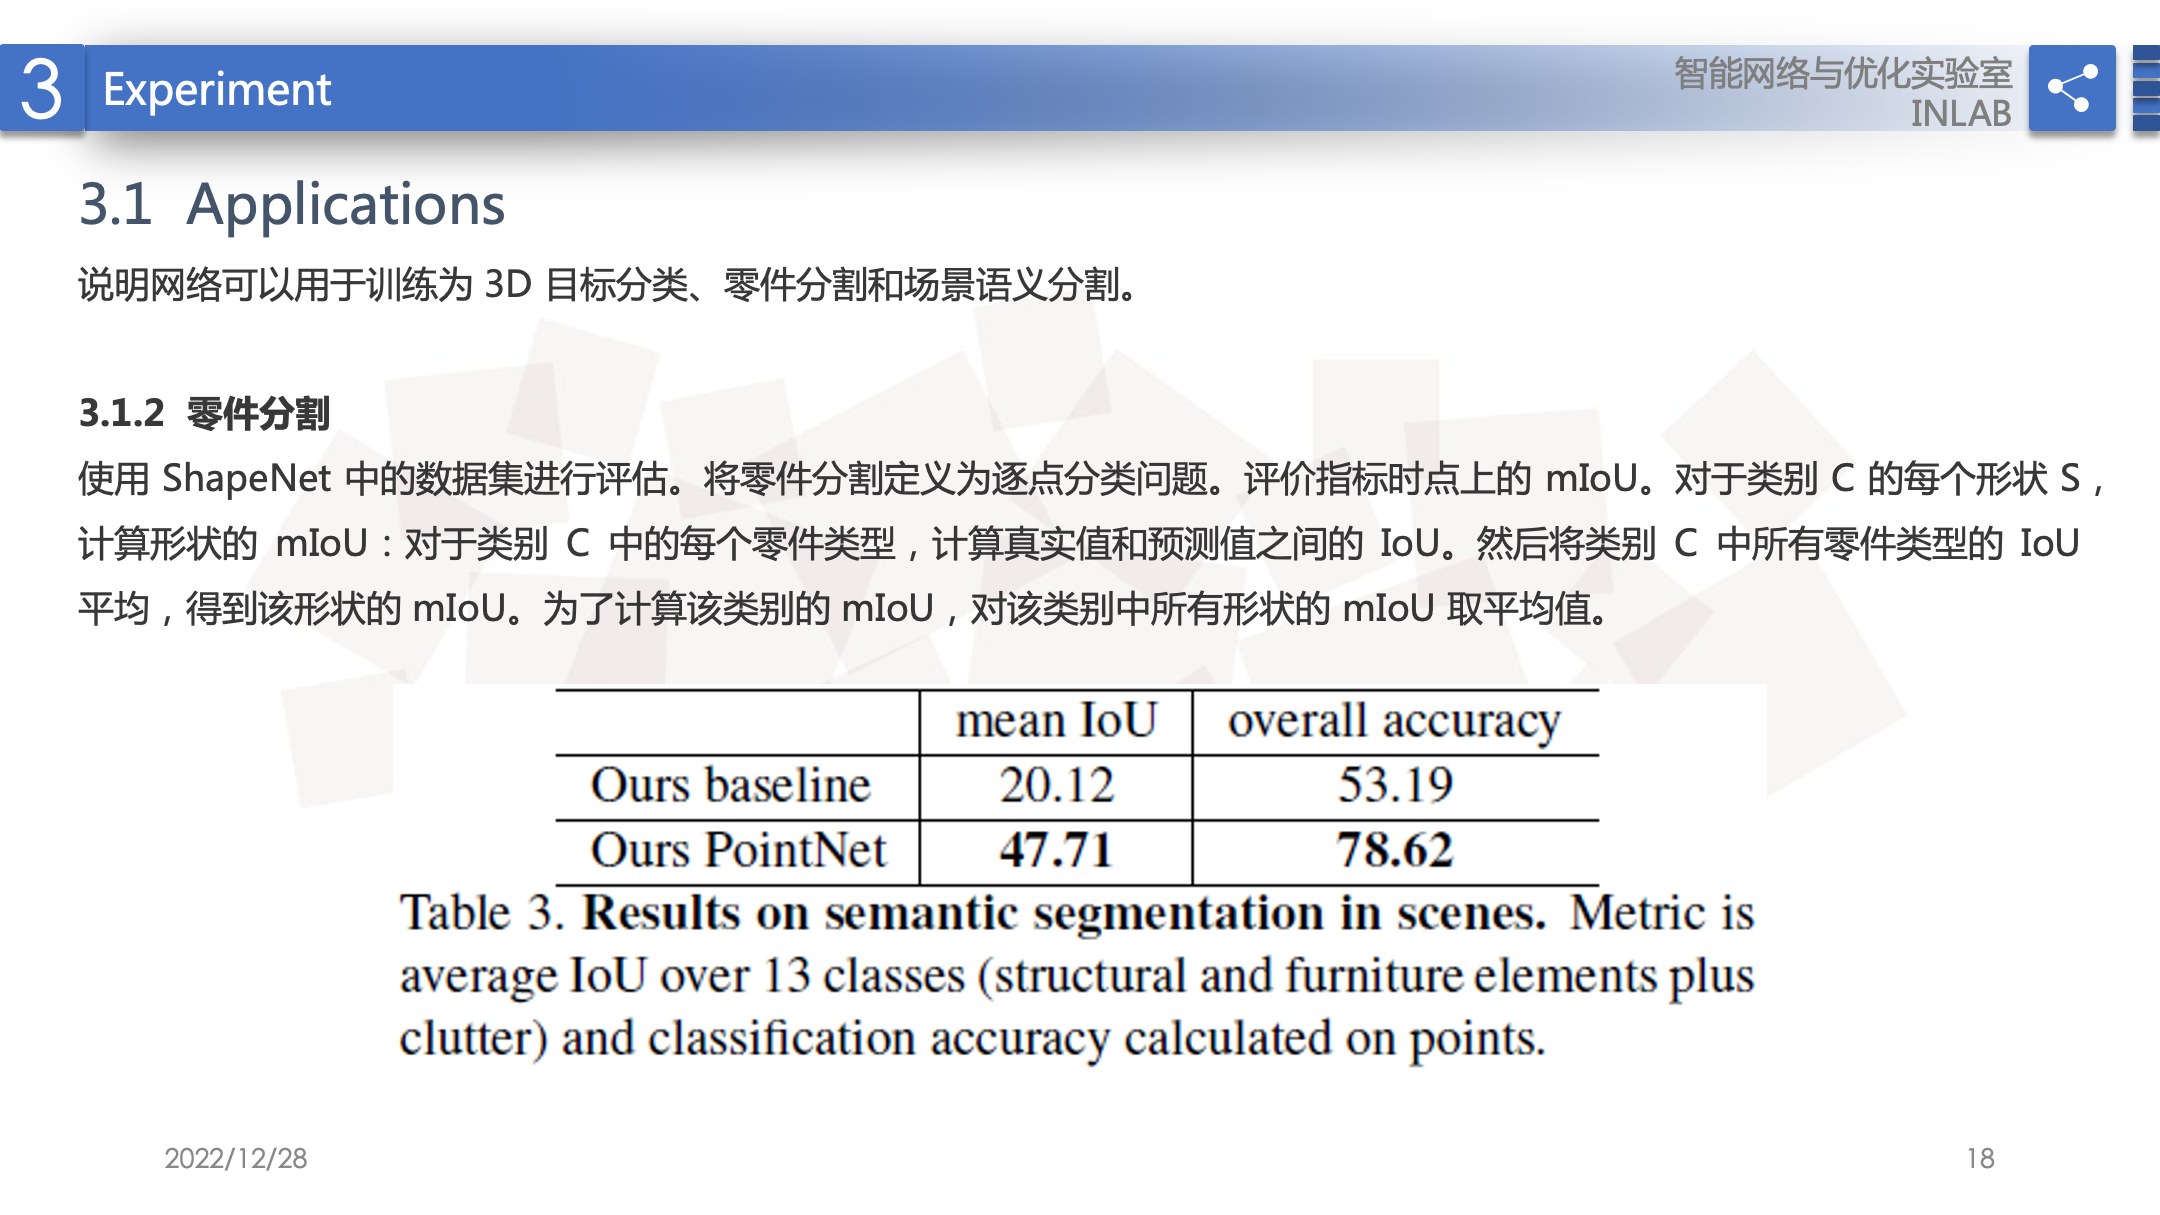 3 Experiment
智能网络与优化实验室
INLAB
3.1 Applications
说明网络可以用于训练为 3D 目标分类、零件分割和场景语义分割。
3.1.2 零件分割
使用 ShapeNet 中的数据集进行评估。将零件分割定义为逐点分类问题。评价指标时点上的 mIoU。对于类别 C 的每个形状 S，
计算形状的 mIoU：对于类别 C 中的每个零件类型，计算真实值和预测值之间的 IoU。然后将类别 C 中所有零件类型的 IoU
平均，得到该形状的 mIoU。为了计算该类别的 mIoU，对该类别中所有形状的 mIoU 取平均值。
mean IoU overall accuracy
Ours baseline 20.12 53.19
Ours PointNet 47.71 78.62
Table 3. Results on semantic segmentation in scenes. Metric is
average IoU over 13 classes (structural and furniture elements plus
clutter) and classification accuracy calculated on points.
2022/12/28
18